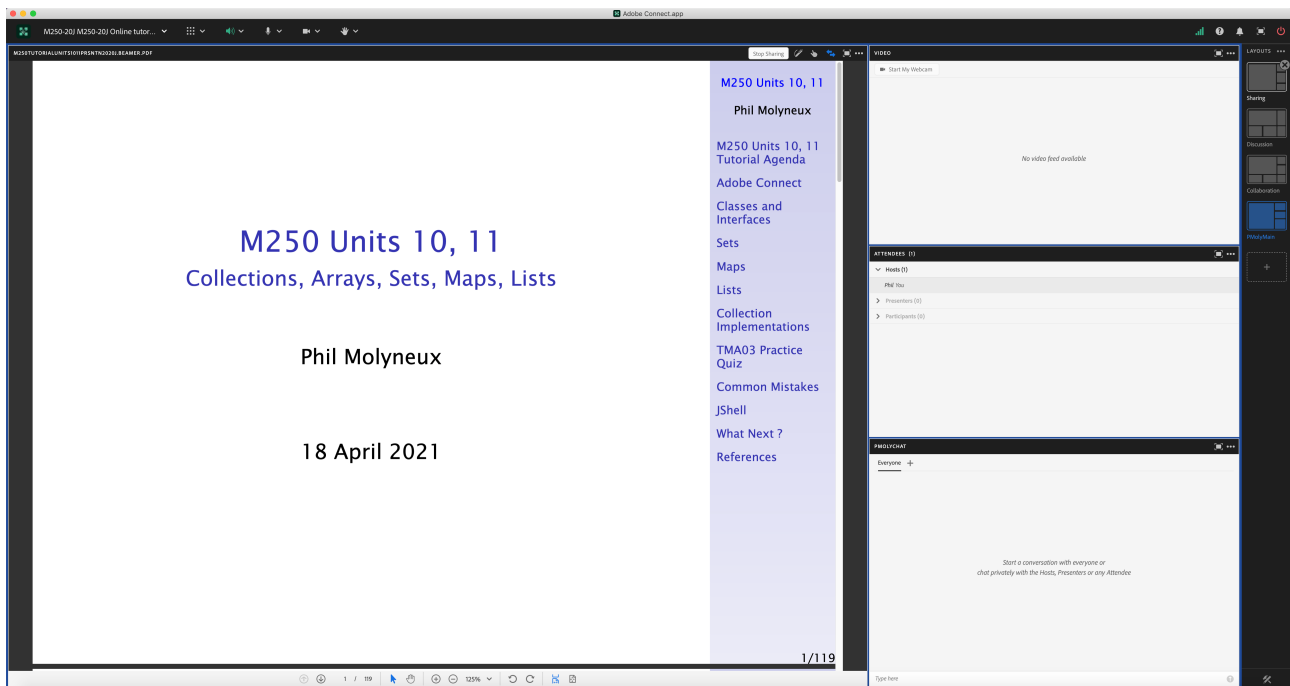 Adobe Connect.app
M250-20J M250-20J Online tutor...
M250TUTORIALUNITS1011PRSNTN2020J.BEAMER.PDF
Stop Sharing
M250 Units 10, 11
Collections, Arrays, Sets, Maps, Lists
Phil Molyneux
18 April 2021
M250 Units 10, 11
Phil Molyneux
M250 Units 10, 11
Tutorial Agenda
Adobe Connect
Classes and
Interfaces
Sets
Maps
Lists
Collection
Implementations
TMA03 Practice
Quiz
Common Mistakes
JShell
What Next ?
References
1/119
1 / 119
125%
VIDEO
Start My Webcam
No video feed available
ATTENDEES (1)
Hosts (1)
Phil You
Presenters (0)
Participants (0)
PMOLYCHAT
Everyone
Start a conversation with everyone or
chat privately with the Hosts, Presenters or any Attendee
Type here
LAYOUTS
Sharing
Discussion
Collaboration
PMolyMain